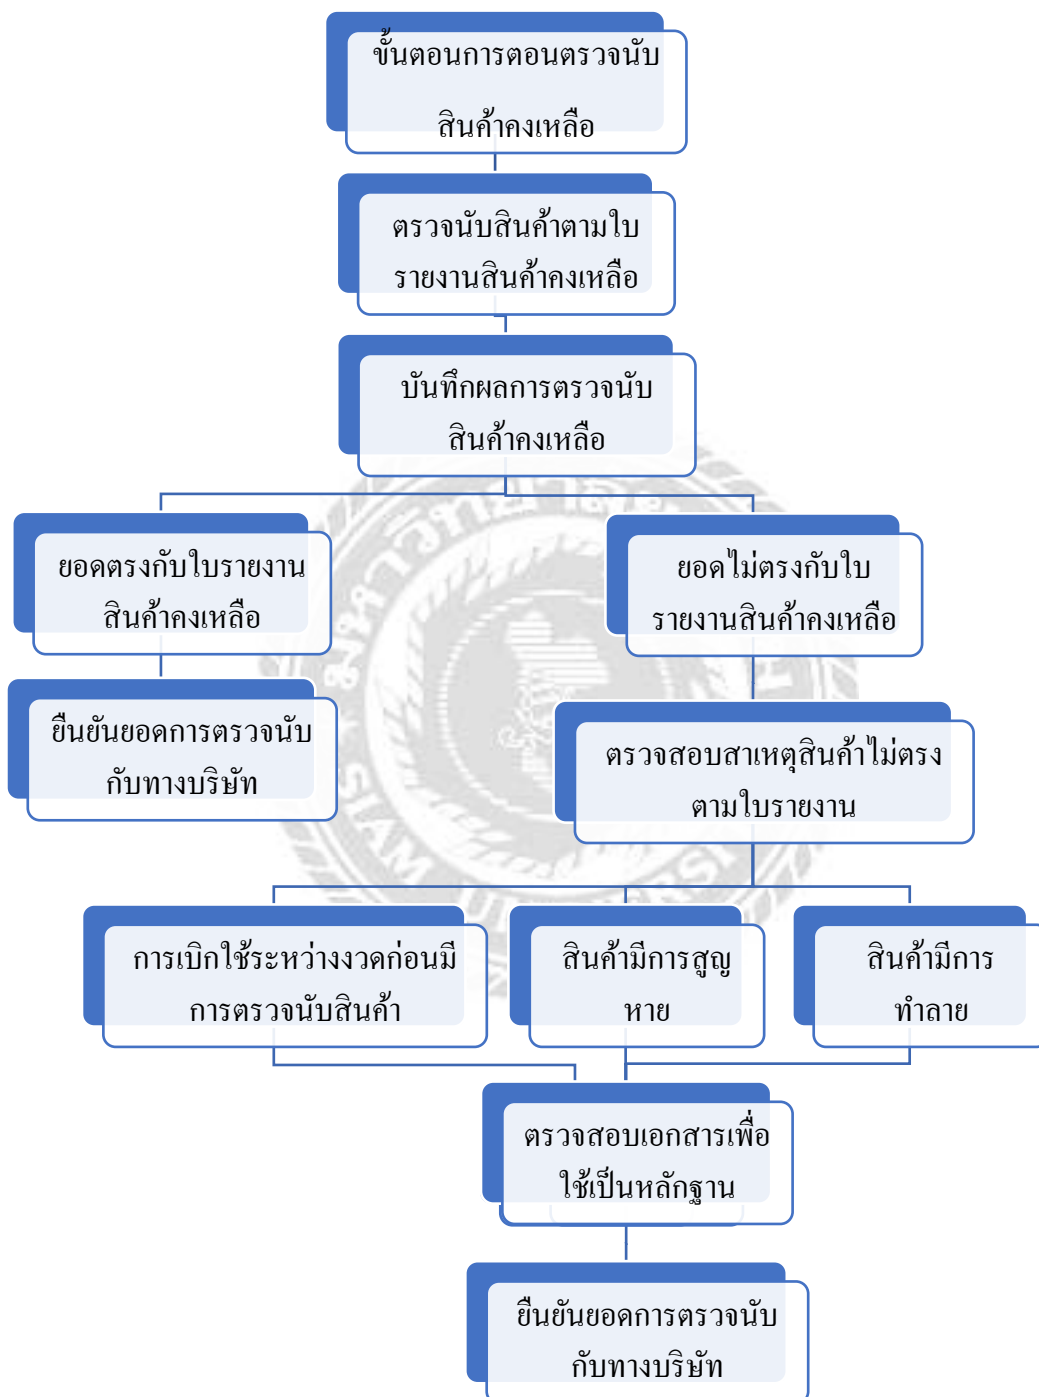 ขั้นตอนการตอนตรวจนับ
สินค้าคงเหลือ
ตรวจนับสินค้าตามใบ
รายงานสินค้าคงเหลือ
บันทึกผลการตรวจนับ
สินค้าคงเหลือ
ยอดตรงกับใบรายงาน
สินค้าคงเหลือ
ยอดไม่ตรงกับใบ
รายงานสินค้าคงเหลือ
ยืนยันยอดการตรวจนับ
กับทางบริษัท
ตรวจสอบสาเหตุสินค้าไม่ตรง
ตามใบรายงาน
การเบิกใช้ระหว่างงวดก่อนมี
การตรวจนับสินค้า
สินค้ามีการสูญ
หาย
สินค้ามีการ
ทำลาย
ตรวจสอบเอกสารเพื่อ
ใช้เป็นหลักฐาน
ยืนยันยอดการตรวจนับ
กับทางบริษัท